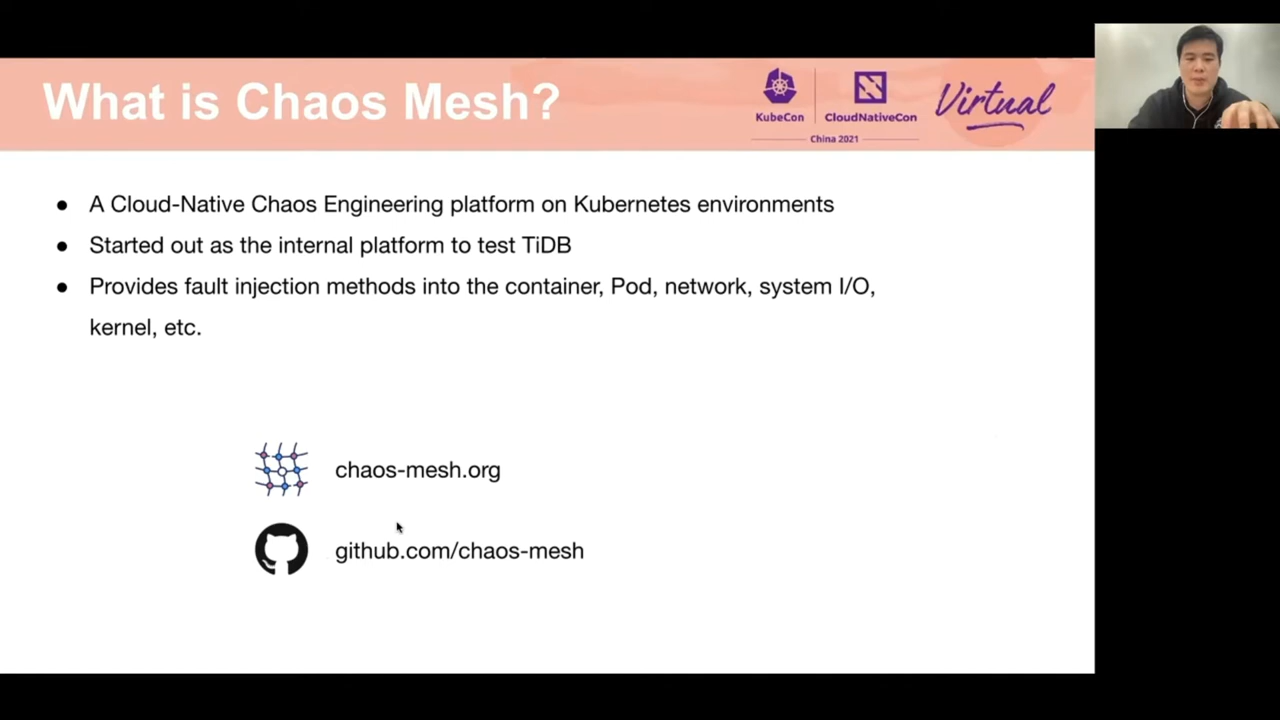 What is Chaos Mesh?
KubeCon
CloudNativeCon
China 2021
Virtual
● A Cloud-Native Chaos Engineering platform on Kubernetes environments
● Started out as the internal platform to test TiDB
● Provides fault injection methods into the container, Pod, network, system I/O,
kernel, etc.
chaos-mesh.org
github.com/chaos-mesh